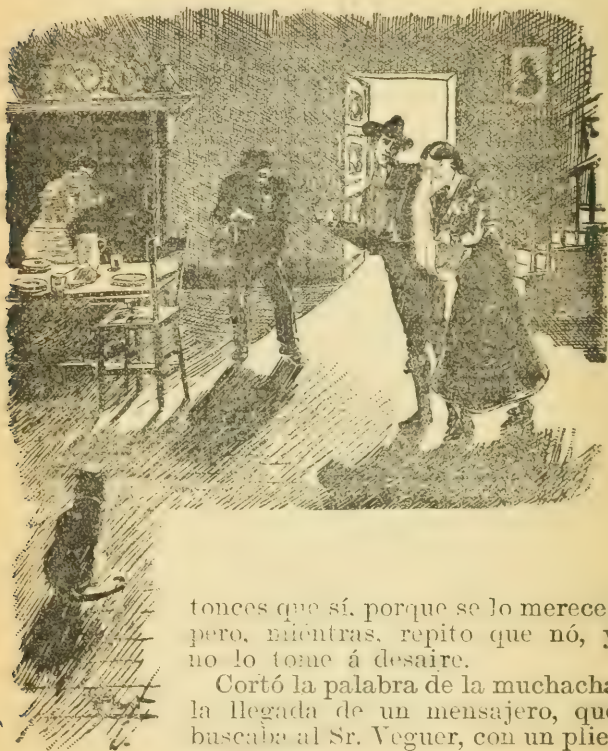 tonces que sí, porque se lo merece
pero, mientras, repito que nó, y
no lo tome á desaire.
Cortó la palabra de la muchacha
la llegada de un mensajero, que
buscaba al Sr. Veguer, con un plie